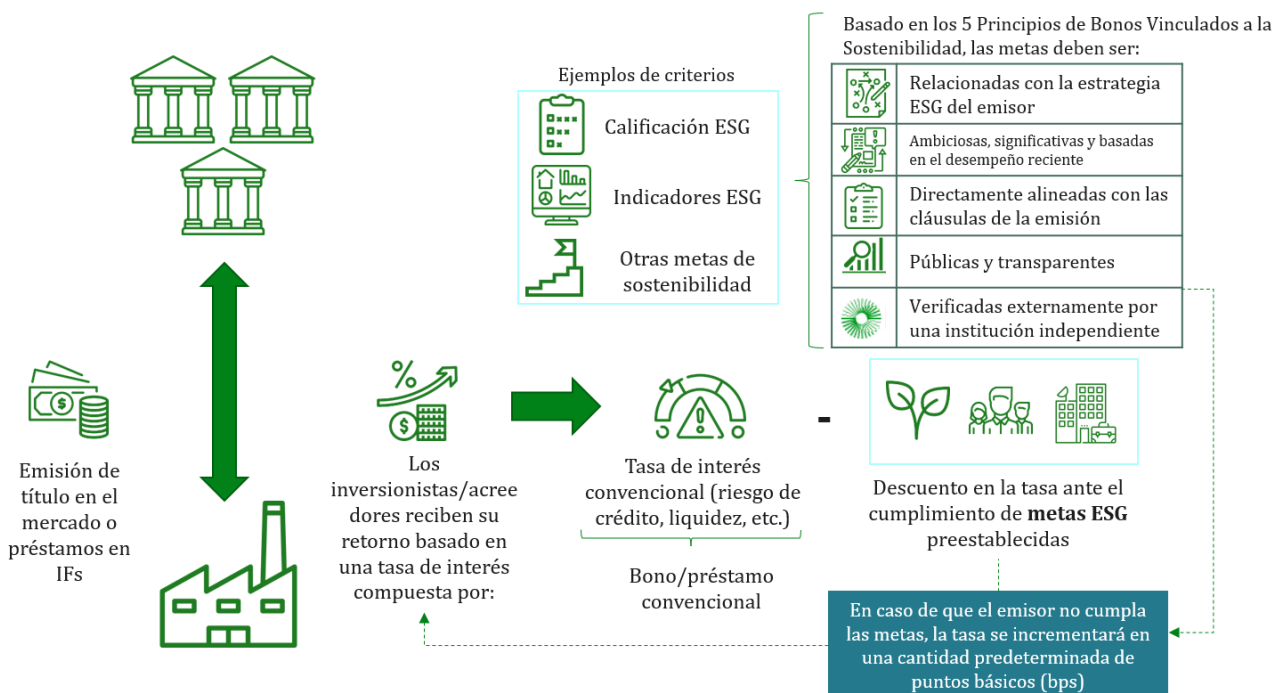 Basado en los 5 Principios de Bonos Vinculados a la
Sostenibilidad, las metas deben ser:
Ejemplos de criterios
Calificación ESG
Indicadores ESG
Otras metas de
sostenibilidad
Relacionadas con la estrategia
ESG del emisor
Ambiciosas, significativas y basadas
en el desempeño reciente
Directamente alineadas con las
cláusulas de la emisión
Públicas y transparentes
Verificadas externamente por
una institución independiente
Emisión de
título en el
mercado o
préstamos en
IFs
%
$
Los
inversionistas/acree
dores reciben su
retorno basado en
una tasa de interés
compuesta por:
Tasa de interés
convencional (riesgo de
crédito, liquidez, etc.)
Bono/préstamo
convencional
-
Descuento en la tasa ante el
cumplimiento de metas ESG
preestablecidas
En caso de que el emisor no cumpla
las metas, la tasa se incrementará en
una cantidad predeterminada de
puntos básicos (bps)